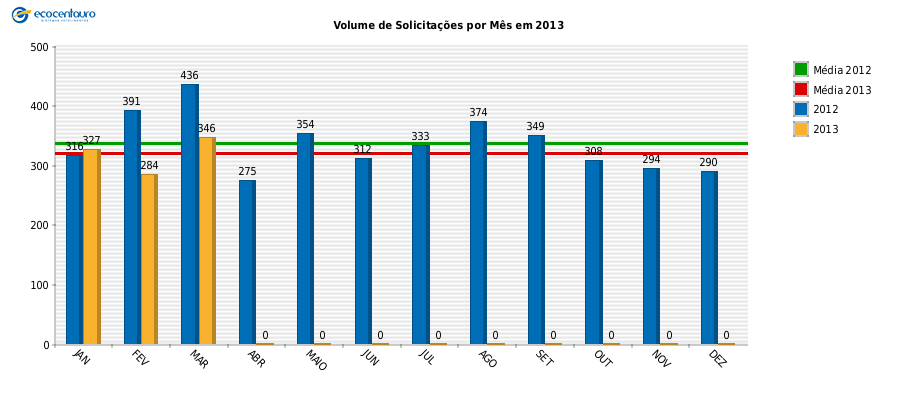 ecocentauro
Volume de Solicitações por Mês em 2013
500
400
300
200
100
0
316
327
391
284
436
346
275
0
354
0
312
0
333
0
374
0
349
0
308
0
294
0
290
0
JAN
FEV
MAR
ABR
MAIO
JUN
JUL
AGO
SET
OUT
NOV
DEZ
Média 2012
Média 2013
2012
2013